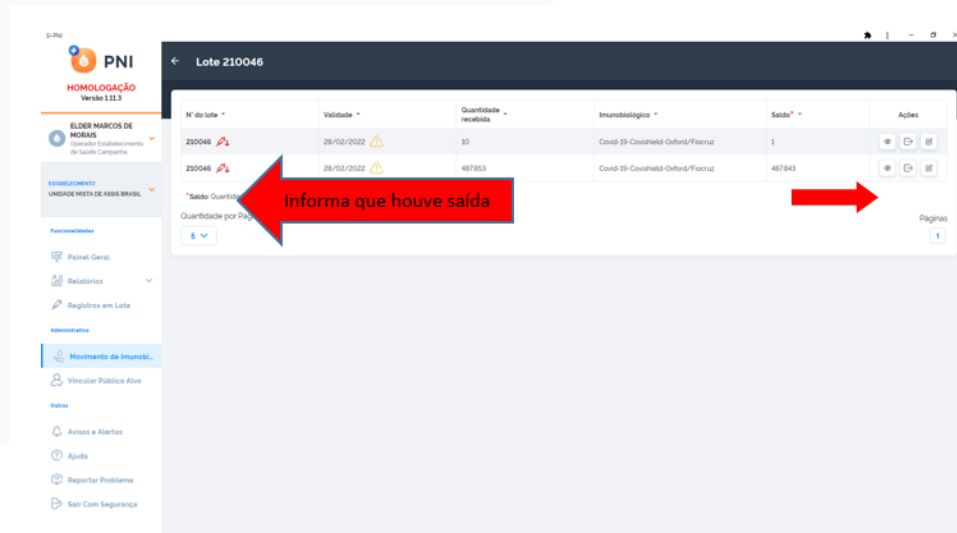 SI-PNI
PNI
HOMOLOGAÇÃO
Versão 1.11.3
ELDER MARCOS DE
MORAIS
Operador Estabelecimento
de Saúde Campanha
ESTABELECIMENTO
UNIDADE MISTA DE ASSIS BRASIL
Funcionalidades
Painel Geral
Relatórios
Registros em Lote
Administrativo
Movimento de Imunobi...
Vincular Público Alvo
Outros
Avisos e Alertas
Ajuda
Reportar Problema
Sair Com Segurança
Lote 210046
N° do lote Validade Quantidade recebida Imunobiológico Saldo* Ações
210046 28/02/2022 10 Covid-19-Covishield-Oxford/Fiocruz 1
210046 28/02/2022 487.853 Covid-19-Covishield-Oxford/Fiocruz 487.843
*Saldo:
Informa que houve saída
Quantidade por
5
Páginas
1